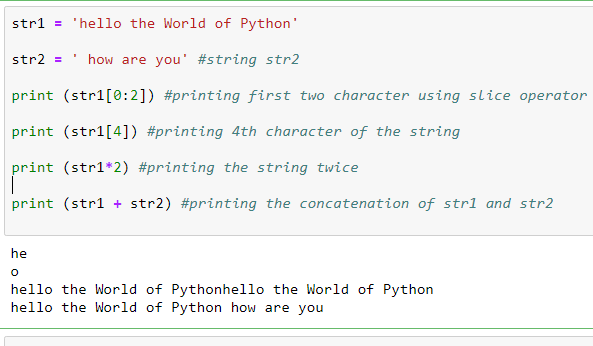 str1 = 'hello the World of Python'
str2 = ' how are you' #string str2
print (str1[0:2]) #printing first two character using slice operator
print (str1[4]) #printing 4th character of the string
print (str1*2) #printing the string twice
print (str1 + str2) #printing the concatenation of str1 and str2
he
o
hello the World of Pythonhello the World of Python
hello the World of Python how are you